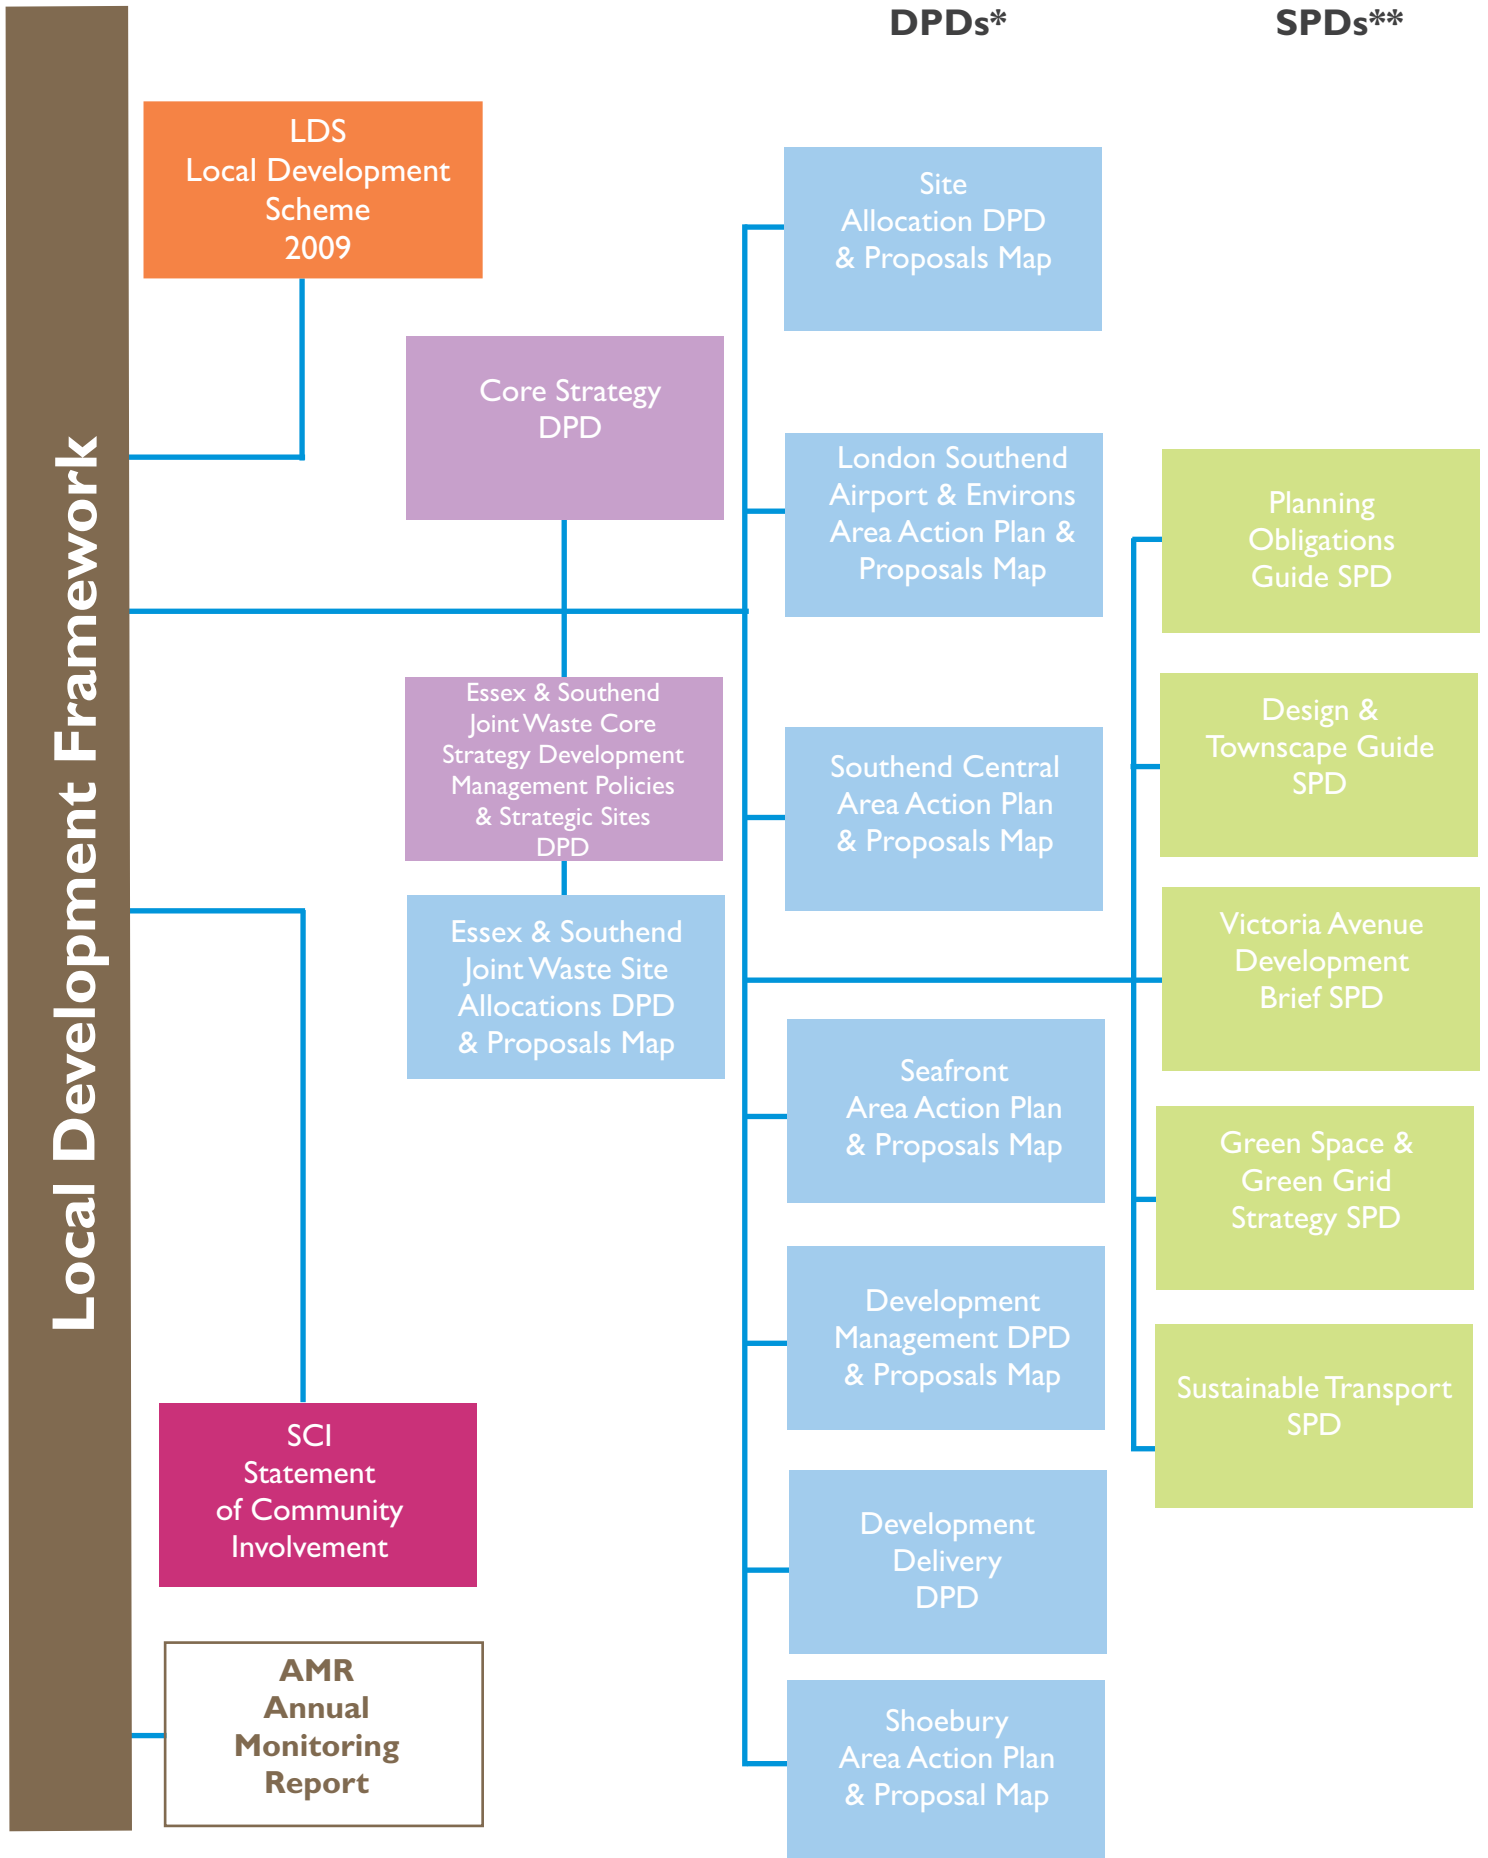 DPDs*
SPDs**
Local Development Framework
LDS
Local Development
Scheme
2009
Core Strategy
DPD
Essex & Southend
Joint Waste Core
Strategy Development
Management Policies
& Strategic Sites
DPD
Essex & Southend
Joint Waste Site
Allocations DPD
& Proposals Map
SCI
Statement
of Community
Involvement
AMR
Annual
Monitoring
Report
Site
Allocation DPD
& Proposals Map
London Southend
Airport & Environs
Area Action Plan &
Proposals Map
Southend Central
Area Action Plan
& Proposals Map
Seafront
Area Action Plan
& Proposals Map
Development
Management DPD
& Proposals Map
Development
Delivery
DPD
Shoebury
Area Action Plan
& Proposal Map
Planning
Obligations
Guide SPD
Design &
Townscape Guide
SPD
Victoria Avenue
Development
Brief SPD
Green Space &
Green Grid
Strategy SPD
Sustainable Transport
SPD